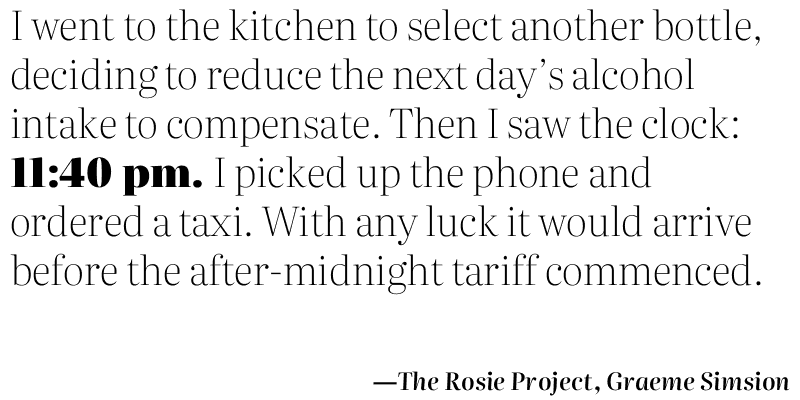 I went to the kitchen to select another bottle,
deciding to reduce the next day’s alcohol
intake to compensate. Then I saw the clock:
11:40 pm. I picked up the phone and
ordered a taxi. With any luck it would arrive
before the after-midnight tariff commenced.
—The Rosie Project, Graeme Simsion